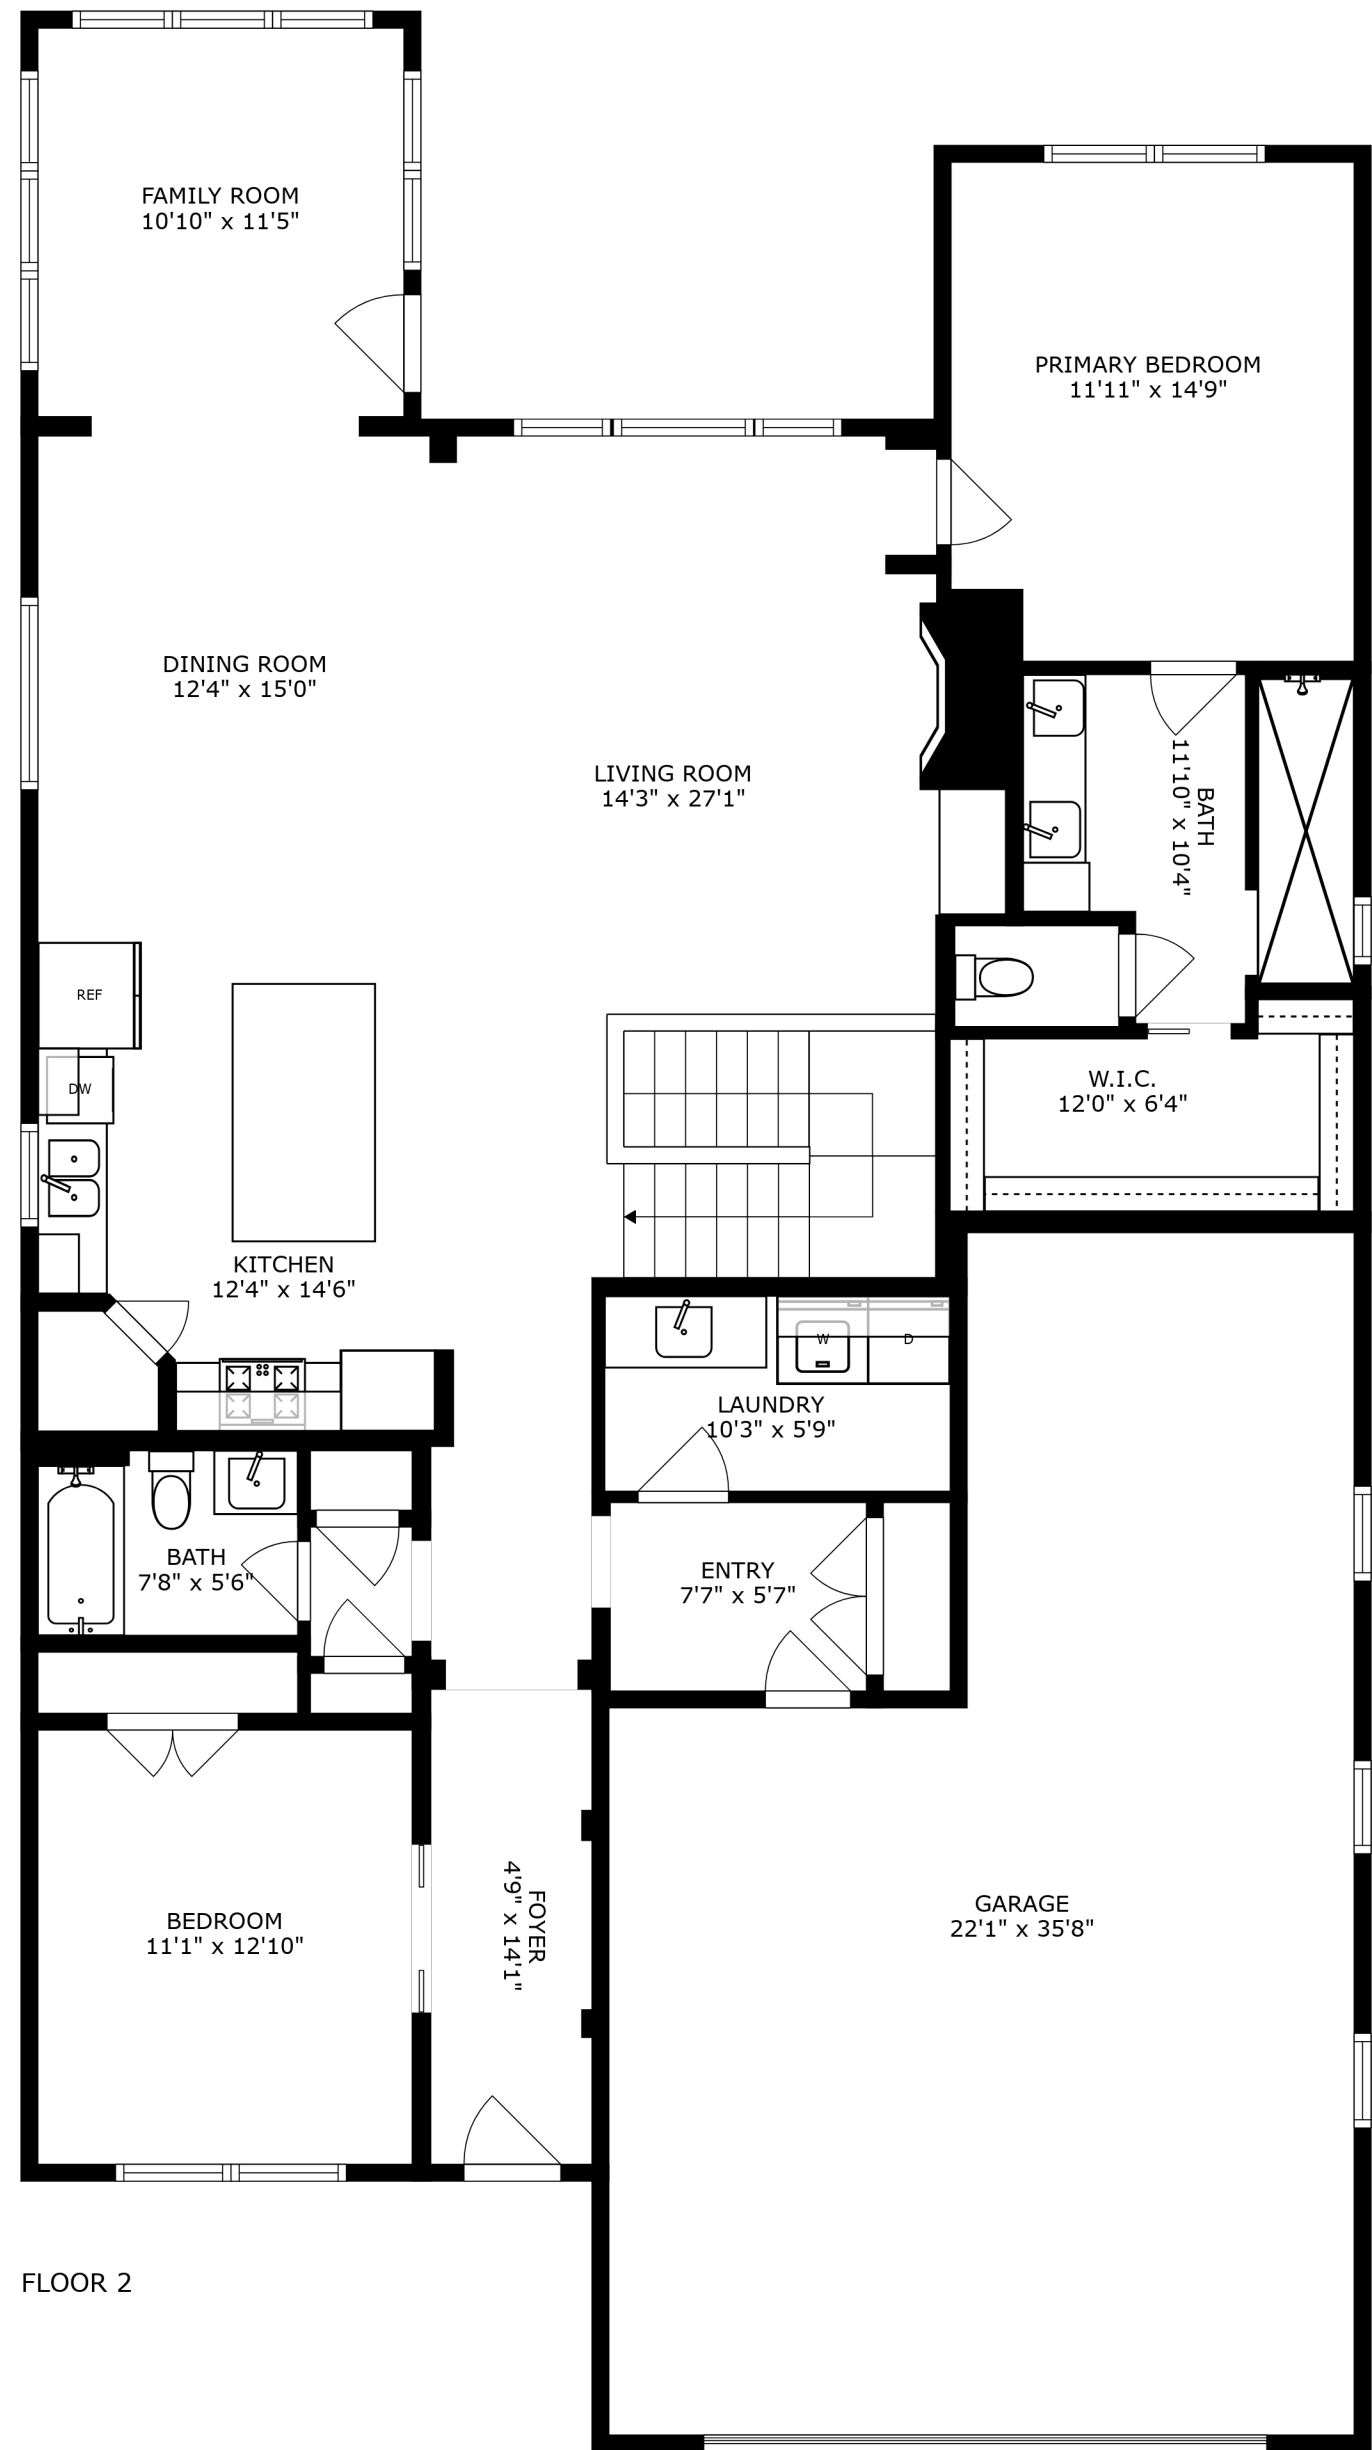 FAMILY ROOM
10'10" x 11'5"
PRIMARY BEDROOM
11'11" x 14'9"
DINING ROOM
12'4" x 15'0"
LIVING ROOM
14'3" x 27'1"
BATH
11'10" x 10'4"
REF
DW
W.I.C.
12'0" x 6'4"
KITCHEN
12'4" x 14'6"
W
D
LAUNDRY
10'3" x 5'9"
BATH
7'8" x 5'6"
ENTRY
7'7" x 5'7"
FOYER
4'9" x 14'1"
BEDROOM
11'1" x 12'10"
GARAGE
22'1" x 35'8"
FLOOR 2